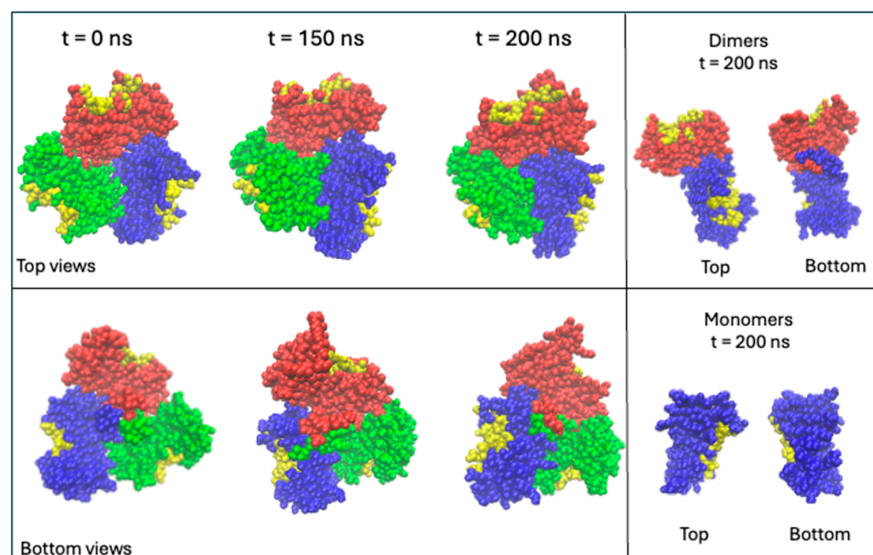 t = 0 ns
t = 150 ns
t = 200 ns
Top views
Dimers
t = 200 ns
Top
Bottom
Bottom views
Monomers
t = 200 ns
Top
Bottom